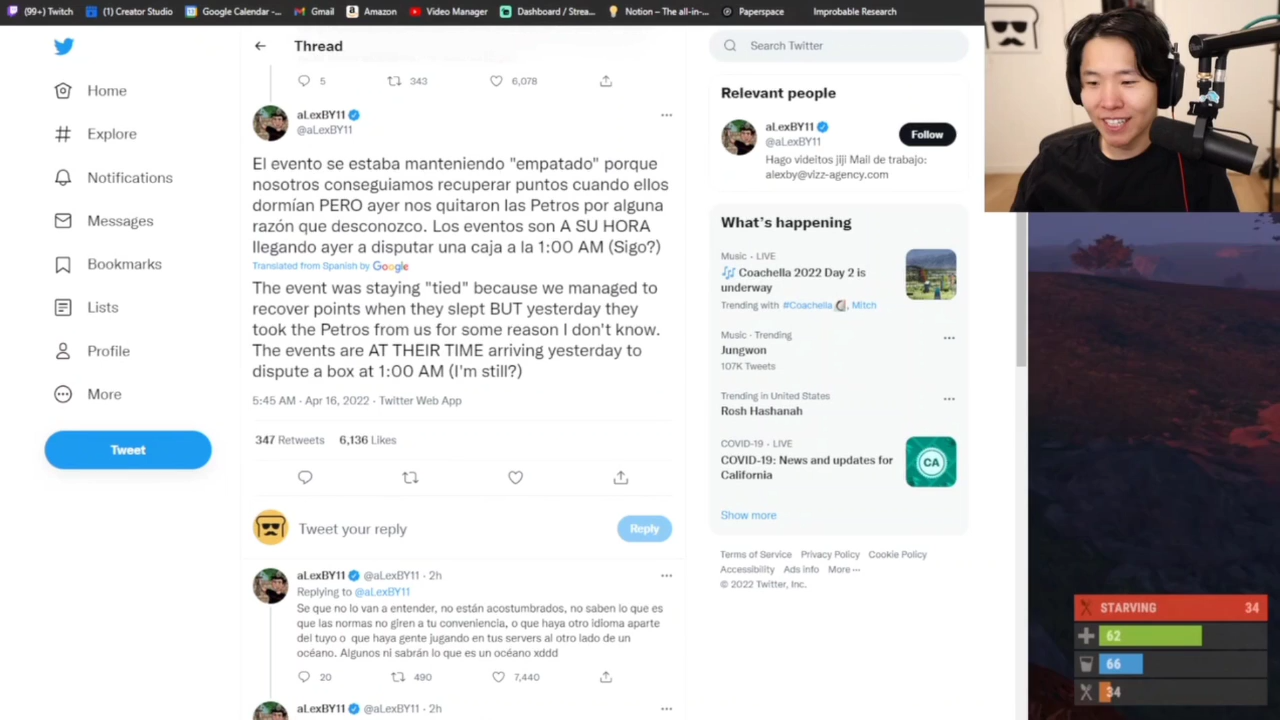 (99+) Twitch
(1) Creator Studio
Google Calendar -...
Gmail
Amazon
Video Manager
Dashboard / Strea...
Notion – The all-in-...
Paperspace
Improbable Research
Home
Explore
Notifications
Messages
Bookmarks
Lists
Profile
More
Tweet
Thread
5 343 6,078
aLexBY11
@aLexBY11
El evento se estaba manteniendo "empatado" porque
nosotros conseguiamos recuperar puntos cuando ellos
dormían PERO ayer nos quitaron las Petros por alguna
razón que desconozco. Los eventos son A SU HORA
llegando ayer a disputar una caja a la 1:00 AM (Sigo?)
Translated from Spanish by Google
The event was staying "tied" because we managed to
recover points when they slept BUT yesterday they
took the Petros from us for some reason I don't know.
The events are AT THEIR TIME arriving yesterday to
dispute a box at 1:00 AM (I'm still?)
5:45 AM · Apr 16, 2022 · Twitter Web App
347 Retweets 6,136 Likes
Tweet your reply
Reply
aLexBY11 @aLexBY11 · 2h
Replying to @aLexBY11
Se que no lo van a entender, no están acostumbrados, no saben lo que es
que las normas no giren a tu conveniencia, o que haya otro idioma aparte
del tuyo o que haya gente jugando en tus servers al otro lado de un
océano. Algunos ni sabrán lo que es un océano xddd
20 490 7,440
aLexBY11 @aLexBY11 · 2h
Search Twitter
Relevant people
aLexBY11
@aLexBY11
Follow
Hago videitos jiji Mail de trabajo:
alexby@vizz-agency.com
What's happening
Music · LIVE
Coachella 2022 Day 2 is
underway
Trending with #Coachella, Mitch
Music · Trending
Jungwon
107K Tweets
Trending in United States
Rosh Hashanah
COVID-19 · LIVE
COVID-19: News and updates for
California
CA
Show more
Terms of Service Privacy Policy Cookie Policy
Accessibility Ads info More ···
© 2022 Twitter, Inc.
STARVING 34
62
66
34